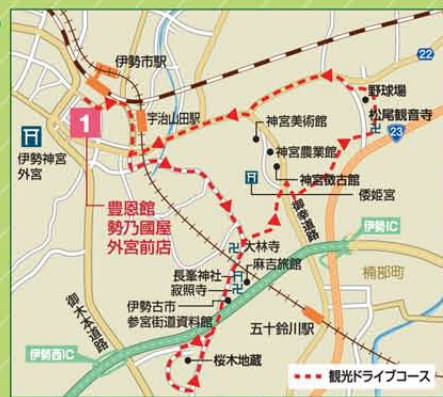 伊勢市駅
22
野球場
宇治山田駅
松尾観音寺
神宮美術館
23
1
神宮農業館
伊勢神宮
外宮
神宮徴古館
倭姫宮
豊恩館
勢乃國屋
外宮前店
御幸道路
伊勢IC
大林寺
麻吉旅館
長峯神社
寂照寺
楠部町
伊勢古市
参宮街道資料館
御木本道路
五十鈴川駅
伊勢西IC
桜木地蔵
観光ドライブコース